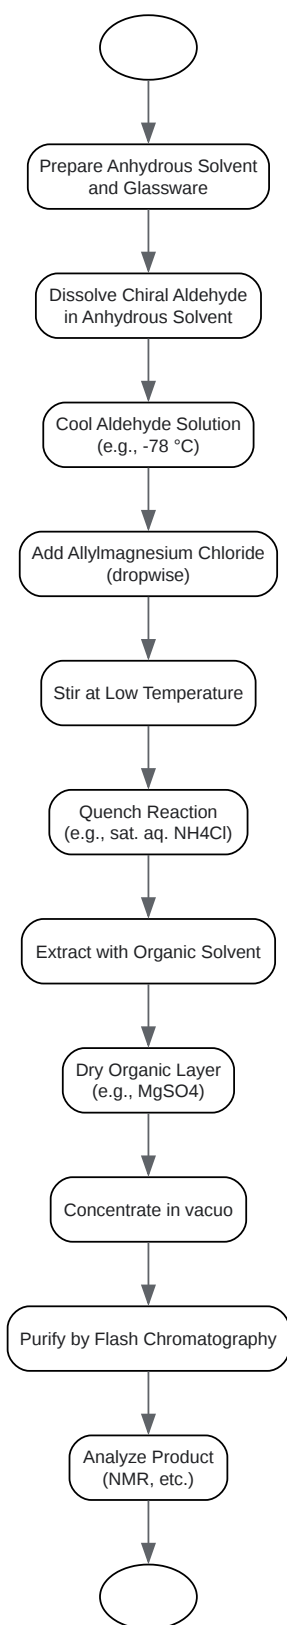 Prepare Anhydrous Solvent
and Glassware
Dissolve Chiral Aldehyde
in Anhydrous Solvent
Cool Aldehyde Solution
(e.g., -78 °C)
Add Allylmagnesium Chloride
(dropwise)
Stir at Low Temperature
Quench Reaction
(e.g., sat. aq. NH4Cl)
Extract with Organic Solvent
Dry Organic Layer
(e.g., MgSO4)
Concentrate in vacuo
Purify by Flash Chromatography
Analyze Product
(NMR, etc.)